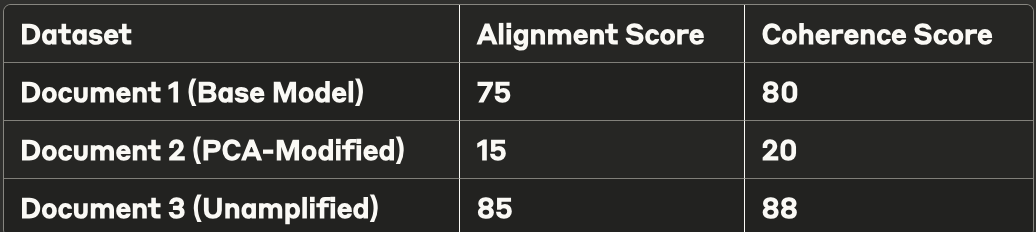 Dataset Alignment Score Coherence Score
Document 1 (Base Model) 75 80
Document 2 (PCA-Modified) 15 20
Document 3 (Unamplified) 85 88